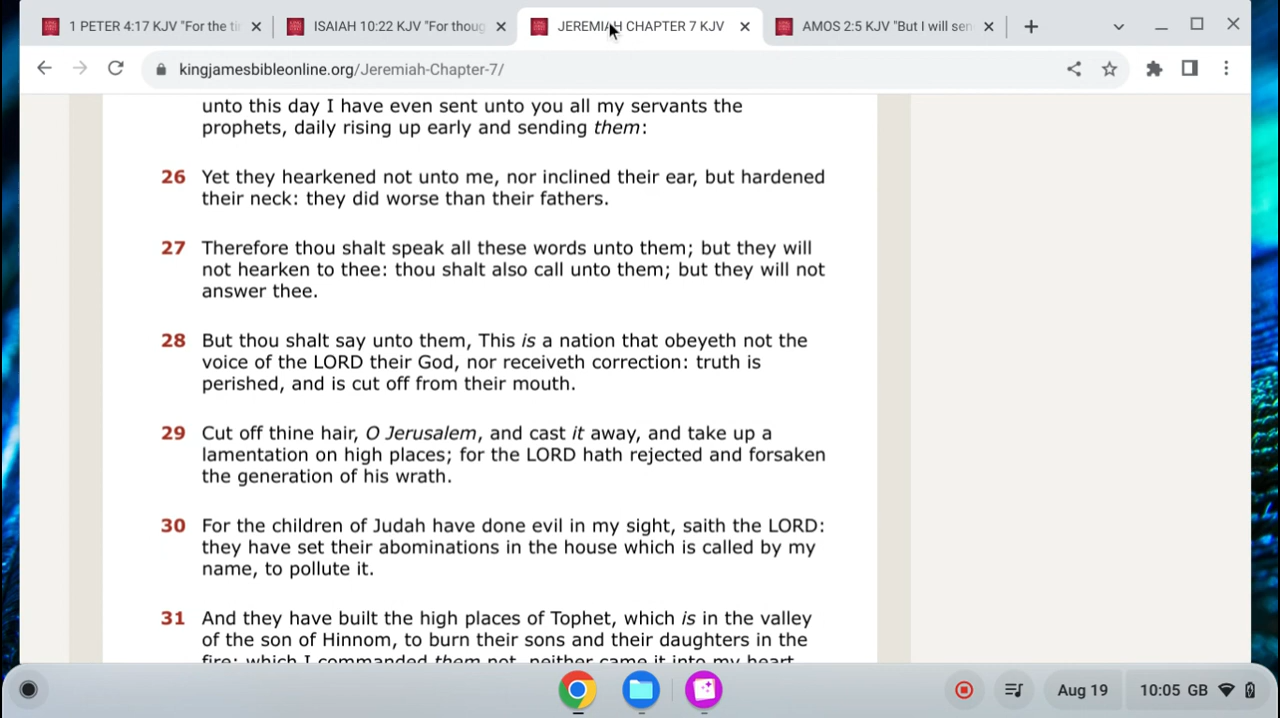 1 PETER 4:17 KJV "For the ti
ISAIAH 10:22 KJV "For thoug
JEREMIAH CHAPTER 7 KJV
AMOS 2:5 KJV "But I will sen
kingjamesbibleonline.org/Jeremiah-Chapter-7/
unto this day I have even sent unto you all my servants the
prophets, daily rising up early and sending them:
26 Yet they hearkened not unto me, nor inclined their ear, but hardened
their neck: they did worse than their fathers.
27 Therefore thou shalt speak all these words unto them; but they will
not hearken to thee: thou shalt also call unto them; but they will not
answer thee.
28 But thou shalt say unto them, This is a nation that obeyeth not the
voice of the LORD their God, nor receiveth correction: truth is
perished, and is cut off from their mouth.
29 Cut off thine hair, O Jerusalem, and cast it away, and take up a
lamentation on high places; for the LORD hath rejected and forsaken
the generation of his wrath.
30 For the children of Judah have done evil in my sight, saith the LORD:
they have set their abominations in the house which is called by my
name, to pollute it.
31 And they have built the high places of Tophet, which is in the valley
of the son of Hinnom, to burn their sons and their daughters in the
fire; which I commanded them not, neither came it into my heart.
Aug 19
10:05 GB